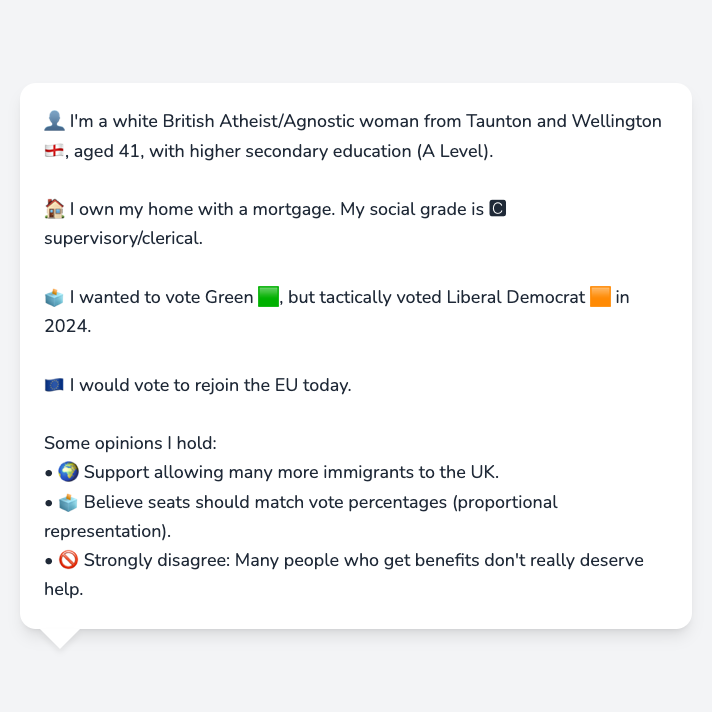 👤 I'm a white British Atheist/Agnostic woman from Taunton and Wellington
🏴󠁧󠁢󠁥󠁮󠁧󠁿, aged 41, with higher secondary education (A Level).
🏠 I own my home with a mortgage. My social grade is 🅲
supervisory/clerical.
🗳️ I wanted to vote Green 🟩, but tactically voted Liberal Democrat 🟧 in
2024.
🇪🇺 I would vote to rejoin the EU today.
Some opinions I hold:
• 🌍 Support allowing many more immigrants to the UK.
• 🗳️ Believe seats should match vote percentages (proportional
representation).
• 🚫 Strongly disagree: Many people who get benefits don't really deserve
help.